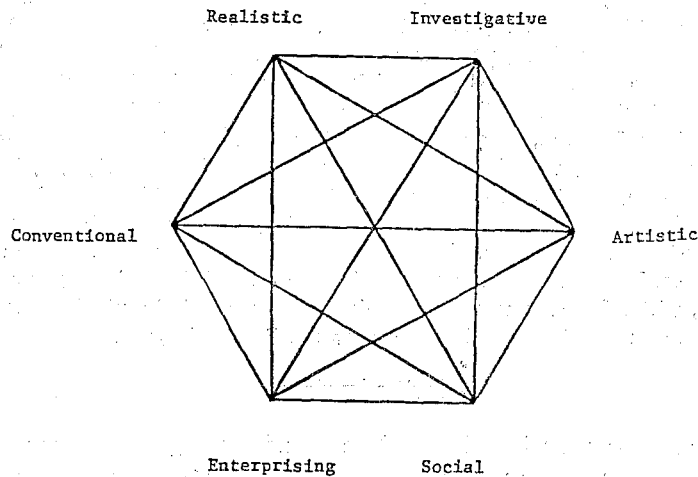 Realistic Investigative
Conventional Artistic
Enterprising Social